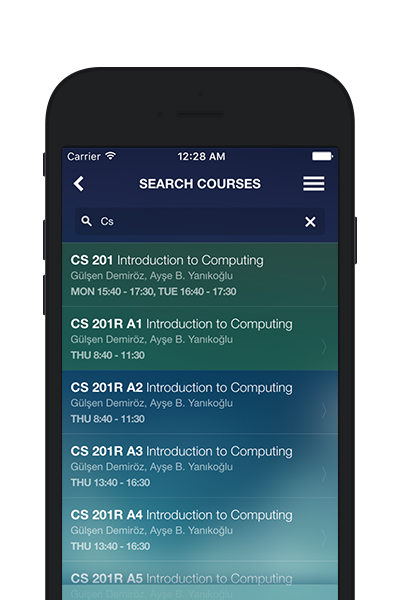 Carrier 12:28 AM
SEARCH COURSES
Cs
CS 201 Introduction to Computing
Gülşen Demiröz, Ayşe B. Yanıkoğlu
MON 15:40 - 17:30, TUE 16:40 - 17:30
CS 201R A1 Introduction to Computing
Gülşen Demiröz, Ayşe B. Yanıkoğlu
THU 8:40 - 11:30
CS 201R A2 Introduction to Computing
Gülşen Demiröz, Ayşe B. Yanıkoğlu
THU 8:40 - 11:30
CS 201R A3 Introduction to Computing
Gülşen Demiröz, Ayşe B. Yanıkoğlu
THU 13:40 - 16:30
CS 201R A4 Introduction to Computing
Gülşen Demiröz, Ayşe B. Yanıkoğlu
THU 13:40 - 16:30
CS 201R A5 Introduction to Computing
Gülşen Demiröz, Ayşe B. Yanıkoğlu